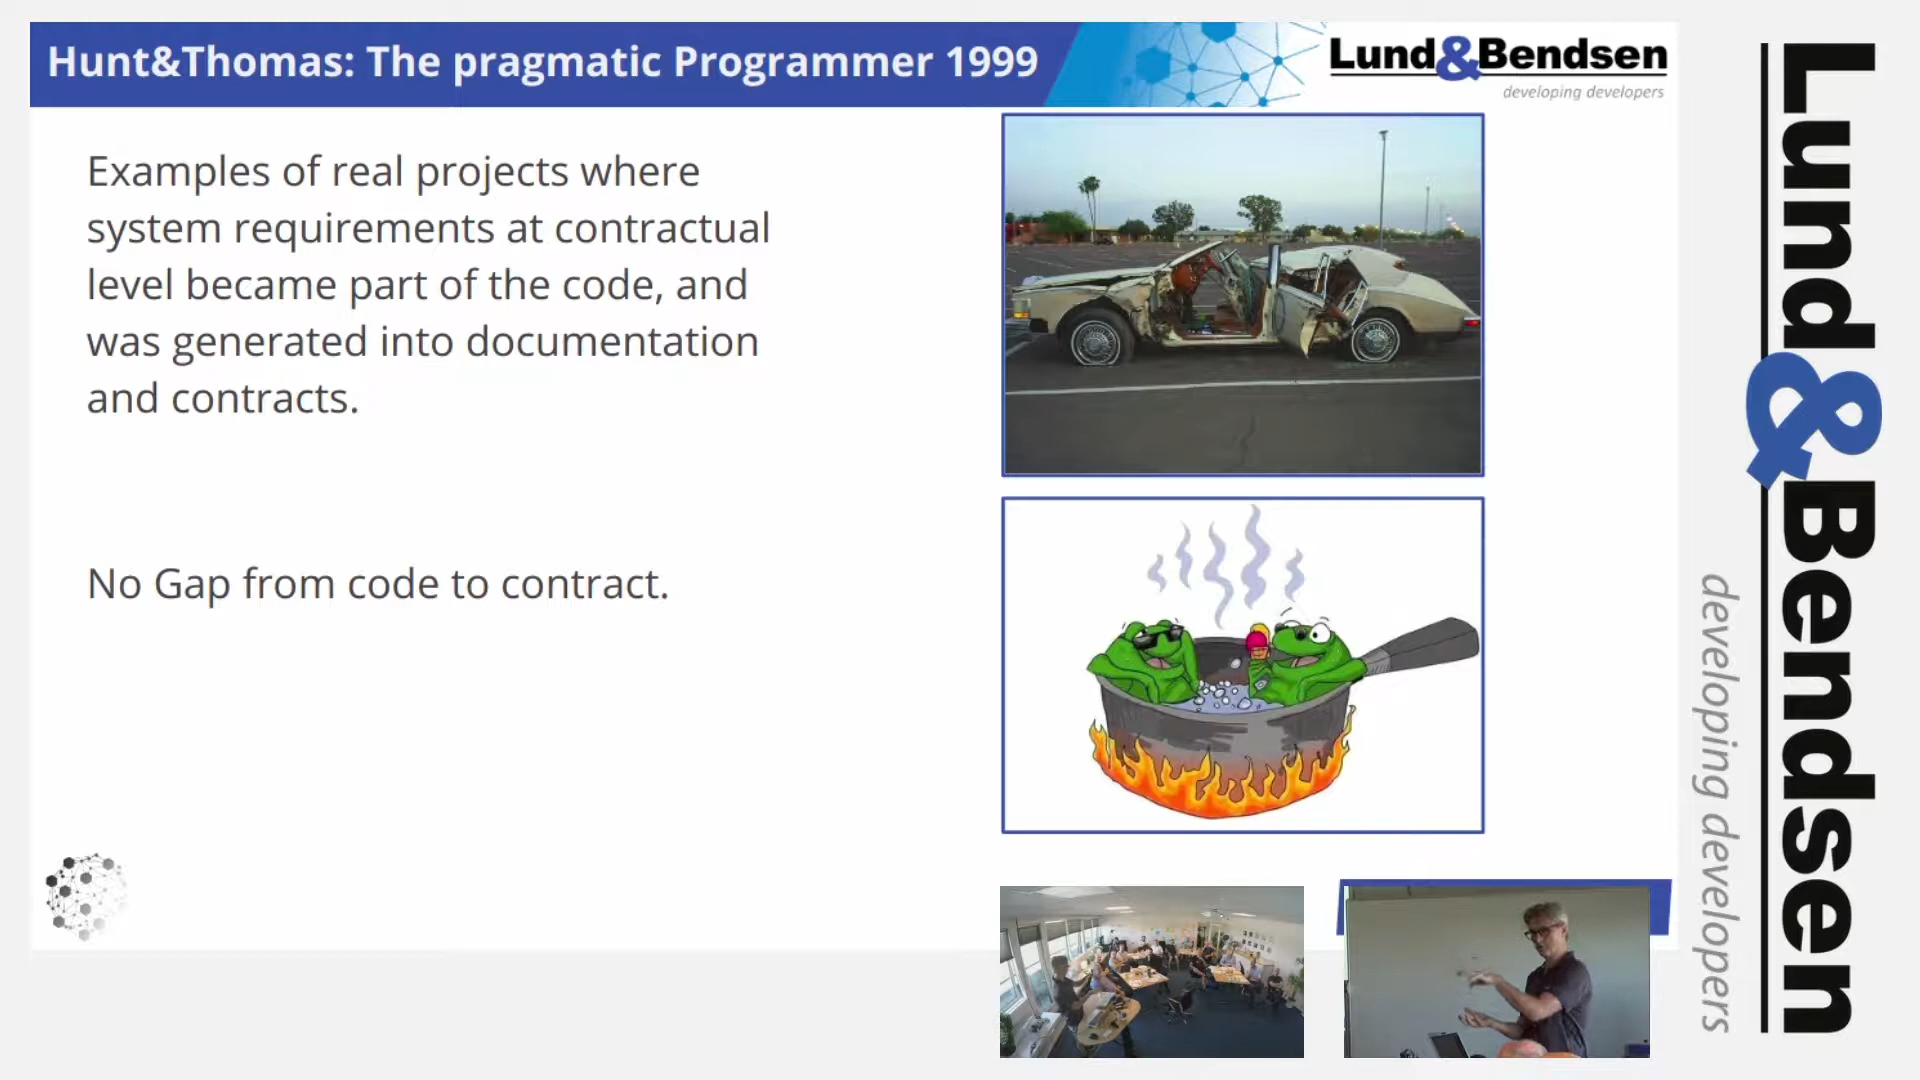 Hunt&Thomas: The pragmatic Programmer 1999
Lund&Bendsen
developing developers
Examples of real projects where
system requirements at contractual
level became part of the code, and
was generated into documentation
and contracts.
No Gap from code to contract.
Lund&Bendsen
developing developers